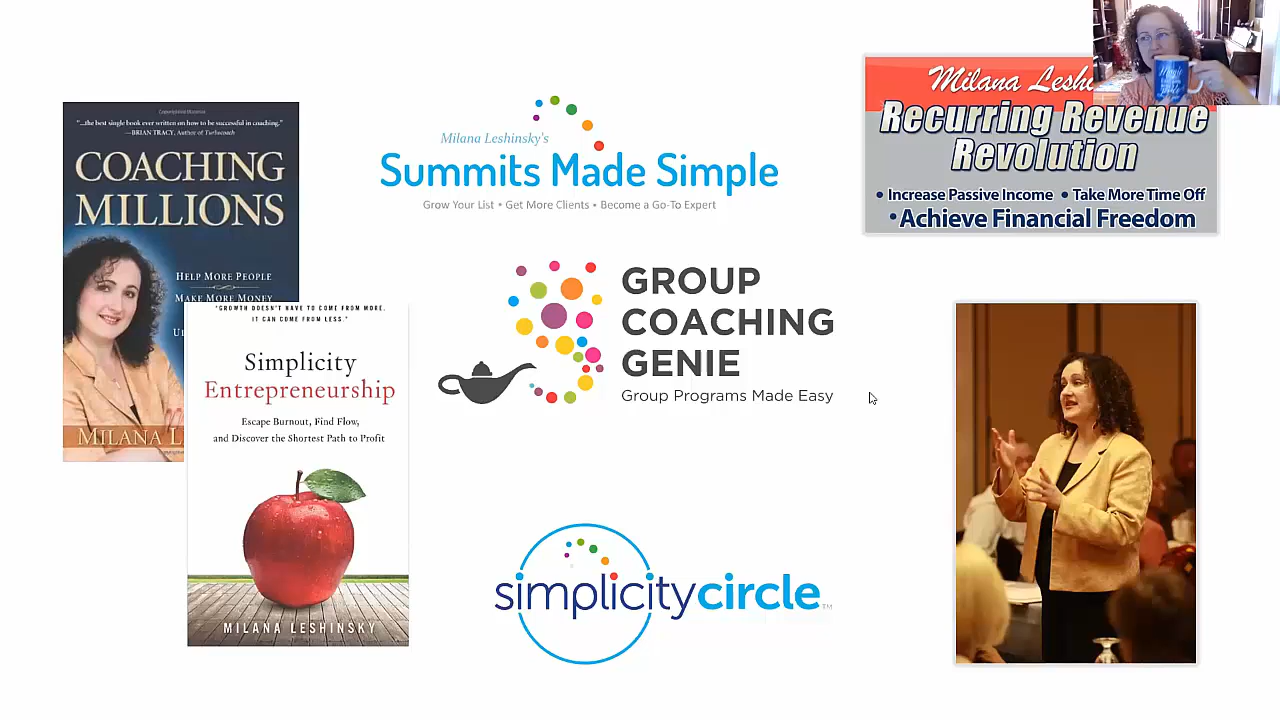 "...the best single book ever written on how to be successful in coaching."
—BRIAN TRACY, Author of Turbocoach
COACHING
MILLIONS
HELP MORE PEOPLE
MAKE MORE MONEY
MILANA L
"GROWTH DOESN'T HAVE TO COME FROM MORE.
IT CAN COME FROM LESS."
Simplicity
Entrepreneurship
Escape Burnout, Find Flow,
and Discover the Shortest Path to Profit
MILANA LESHINSKY
Milana Leshinsky's
Summits Made Simple
Grow Your List • Get More Clients • Become a Go-To Expert
GROUP
COACHING
GENIE
Group Programs Made Easy
simplicitycircle™
Milana Lesh
Recurring Revenue
Revolution
• Increase Passive Income • Take More Time Off
• Achieve Financial Freedom